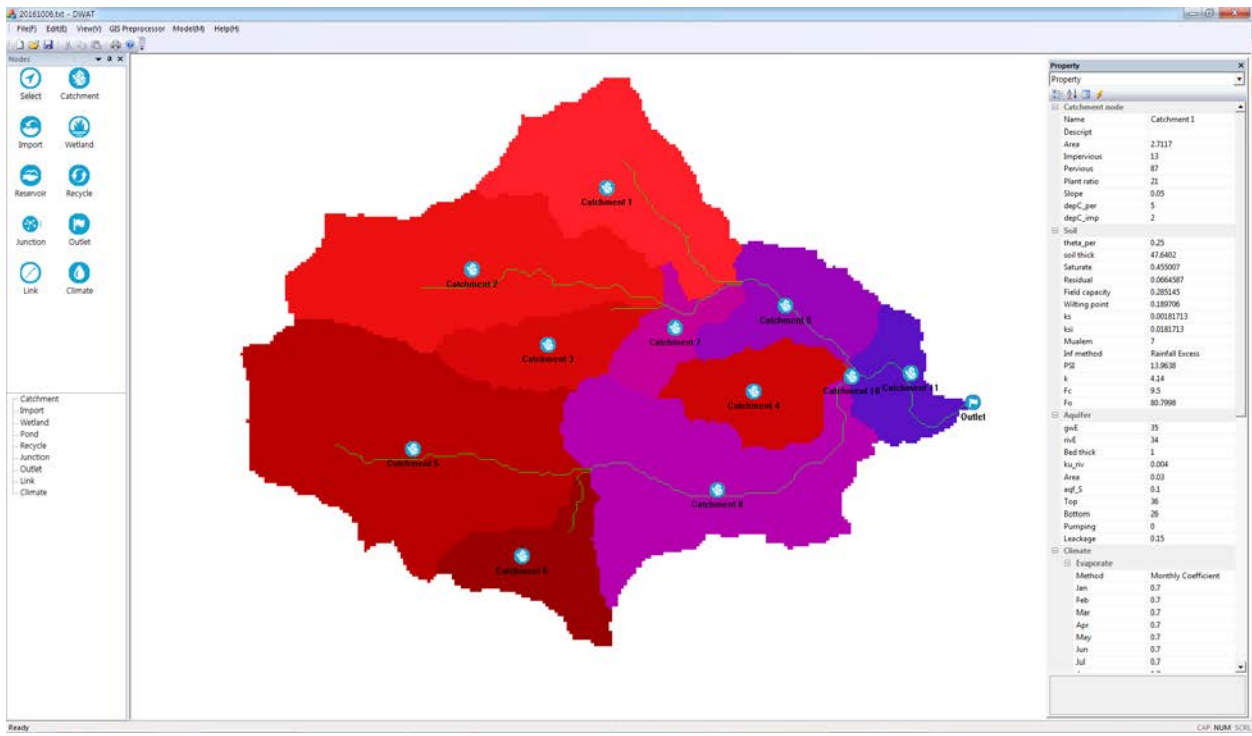 20161006.txt - DWAT
File(F) Edit(E) View(V) GIS Preprocessor Model(M) Help(H)
Nodes
Select Catchment
Import Wetland
Reservoir Recycle
Junction Outlet
Link Climate
Catchment
Import
Wetland
Pond
Recycle
Junction
Outlet
Link
Climate
Catchment 1
Catchment 2
Catchment 3
Catchment 7
Catchment 4
Catchment 10
Catchment 11
Outlet
Catchment 5
Catchment 8
Property
Property
Catchment node
Name Catchment 1
Descript
Area 2.7117
Impervious 13
Pervious 87
Plant ratio 21
Slope 0.05
depC_per 5
depC_imp 2
Soil
theta_per 0.25
soil thick 47.6402
Saturate 0.455007
Residual 0.0664587
Field capacity 0.285145
Wilting point 0.189706
ks 0.00181713
ksi 0.0181713
Mualem 7
Inf method Rainfall Excess
PSI 13.9638
k 4.14
Fc 9.5
Fo 80.7998
Aquifer
gwE 35
rivE 34
Bed thick 1
ku_riv 0.004
Area 0.03
aqf_S 0.1
Top 36
Bottom 26
Pumping 0
Leackage 0.15
Climate
Evaporate
Method Monthly Coefficient
Jan 0.7
Feb 0.7
Mar 0.7
Apr 0.7
May 0.7
Jun 0.7
Jul 0.7
Ready
CAP NUM SCRL